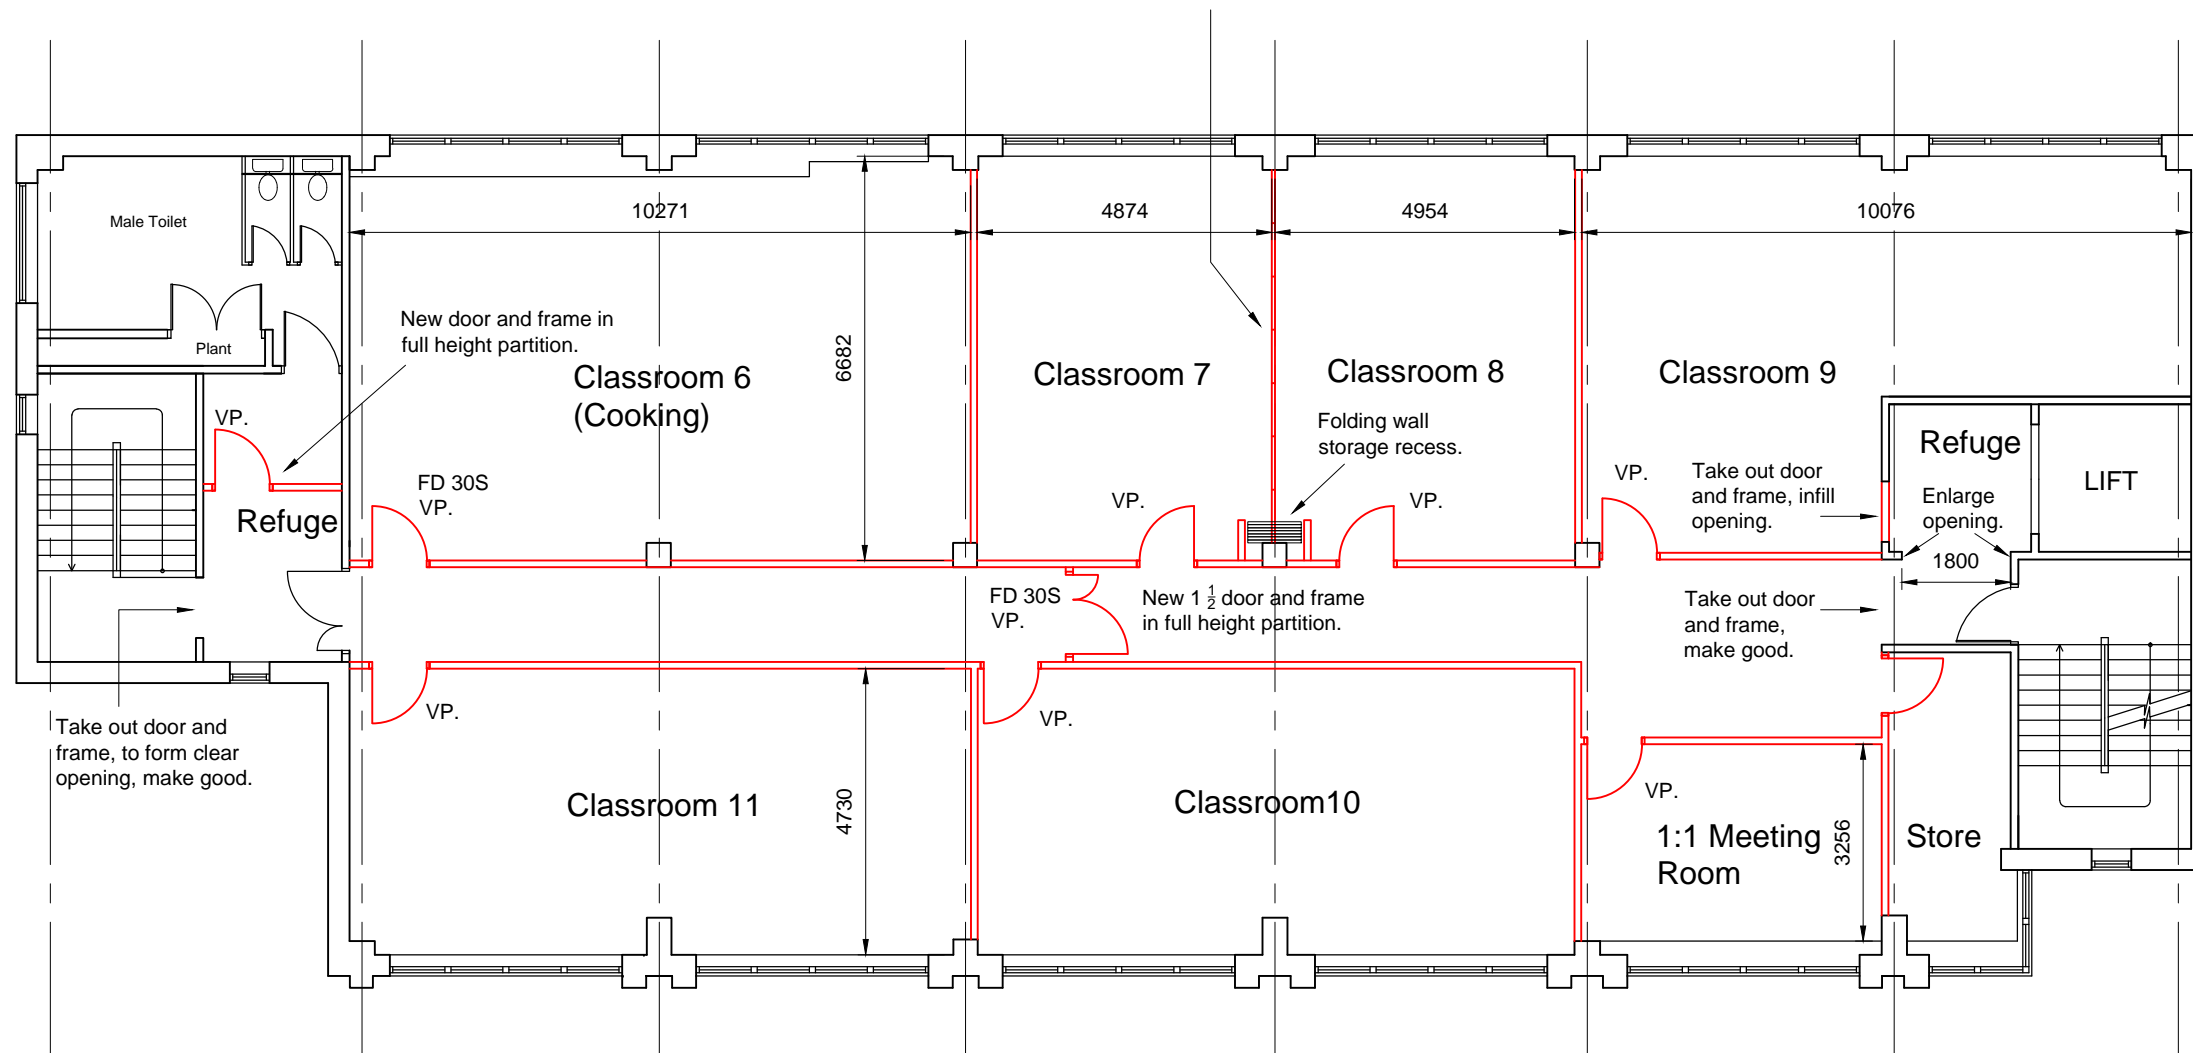 10271
4874
4954
10076
Male Toilet
Plant
New door and frame in
full height partition.
6682
Classroom 6
(Cooking)
Classroom 7
Classroom 8
Classroom 9
VP.
Folding wall
storage recess.
Refuge
FD 30S
VP.
VP.
VP.
VP.
Take out door
and frame, infill
opening.
Enlarge
opening.
LIFT
Refuge
1800
FD 30S
VP.
New 1 1/2 door and frame
in full height partition.
Take out door
and frame,
make good.
Take out door and
frame, to form clear
opening, make good.
VP.
VP.
VP.
Classroom 11
4730
Classroom10
1:1 Meeting
Room
3256
Store